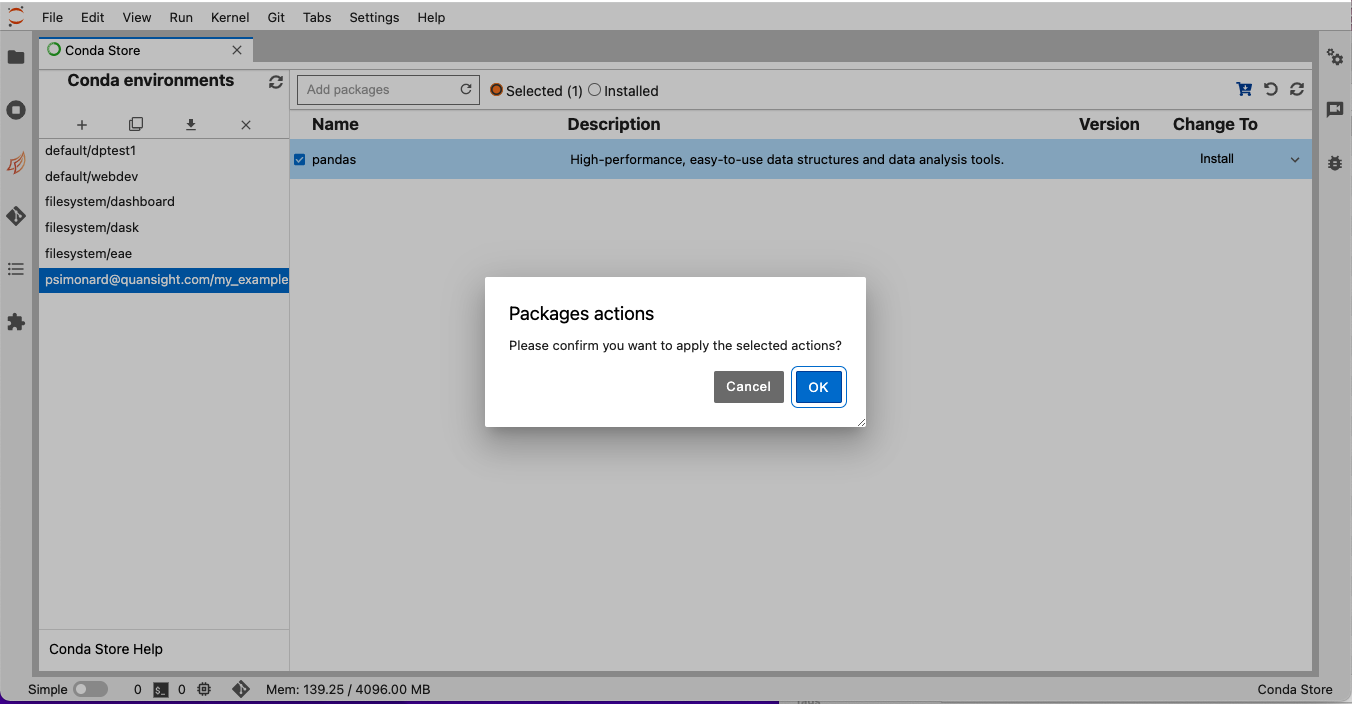 File Edit View Run Kernel Git Tabs Settings Help
Conda Store
Conda environments
default/dptest1
default/webdev
filesystem/dashboard
filesystem/dask
filesystem/eae
psimonard@quansight.com/my_example
Conda Store Help
Add packages
Selected (1) Installed
Name Description Version Change To
pandas High-performance, easy-to-use data structures and data analysis tools. Install
Packages actions
Please confirm you want to apply the selected actions?
Cancel OK
Simple 0 $_ 0 Mem: 139.25 / 4096.00 MB Conda Store